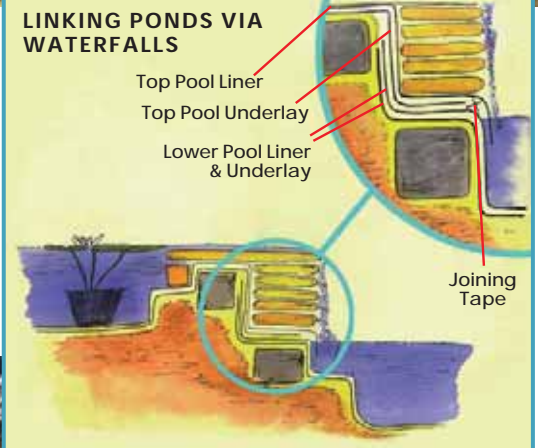 LINKING PONDS VIA
WATERFALLS
Top Pool Liner
Top Pool Underlay
Lower Pool Liner
& Underlay
Joining
Tape